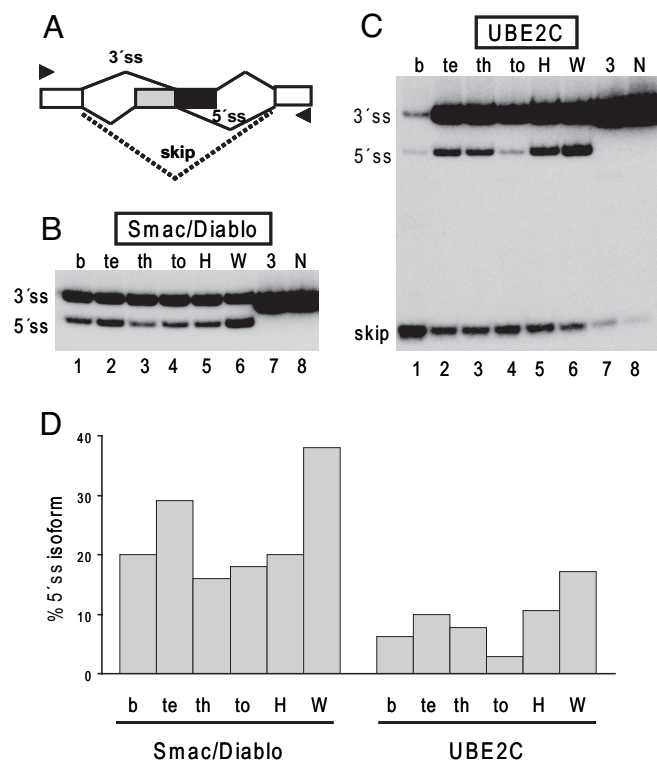 A
3´ss
5´ss
skip
B
Smac/Diablo
b te th to H W 3 N
3´ss
5´ss
1 2 3 4 5 6 7 8
C
UBE2C
b te th to H W 3 N
3´ss
5´ss
skip
1 2 3 4 5 6 7 8
D
% 5´ss isoform
40
30
20
10
0
b te th to H W b te th to H W
Smac/Diablo UBE2C